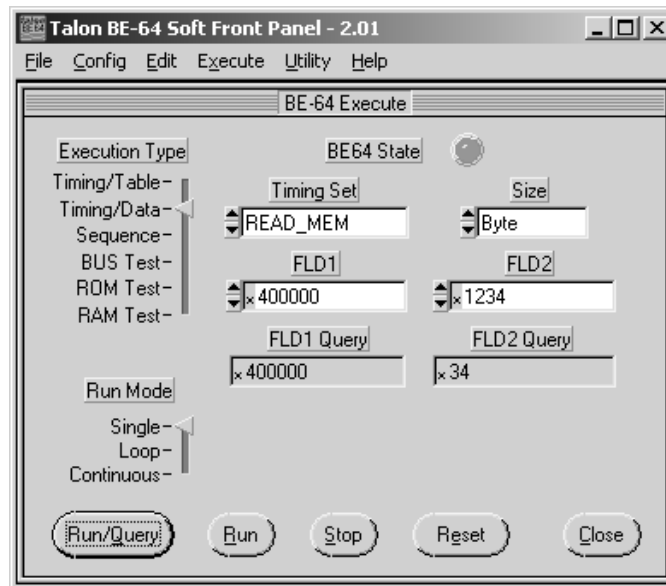 Talon BE-64 Soft Front Panel - 2.01
File Config Edit Execute Utility Help
BE-64 Execute
Execution Type
BE64 State
Timing/Table
Timing/Data
Sequence
BUS Test
ROM Test
RAM Test
Timing Set
Size
READ_MEM
Byte
FLD1
FLD2
x 400000
x 1234
FLD1 Query
FLD2 Query
x 400000
x 34
Run Mode
Single
Loop
Continuous
Run/Query
Run
Stop
Reset
Close